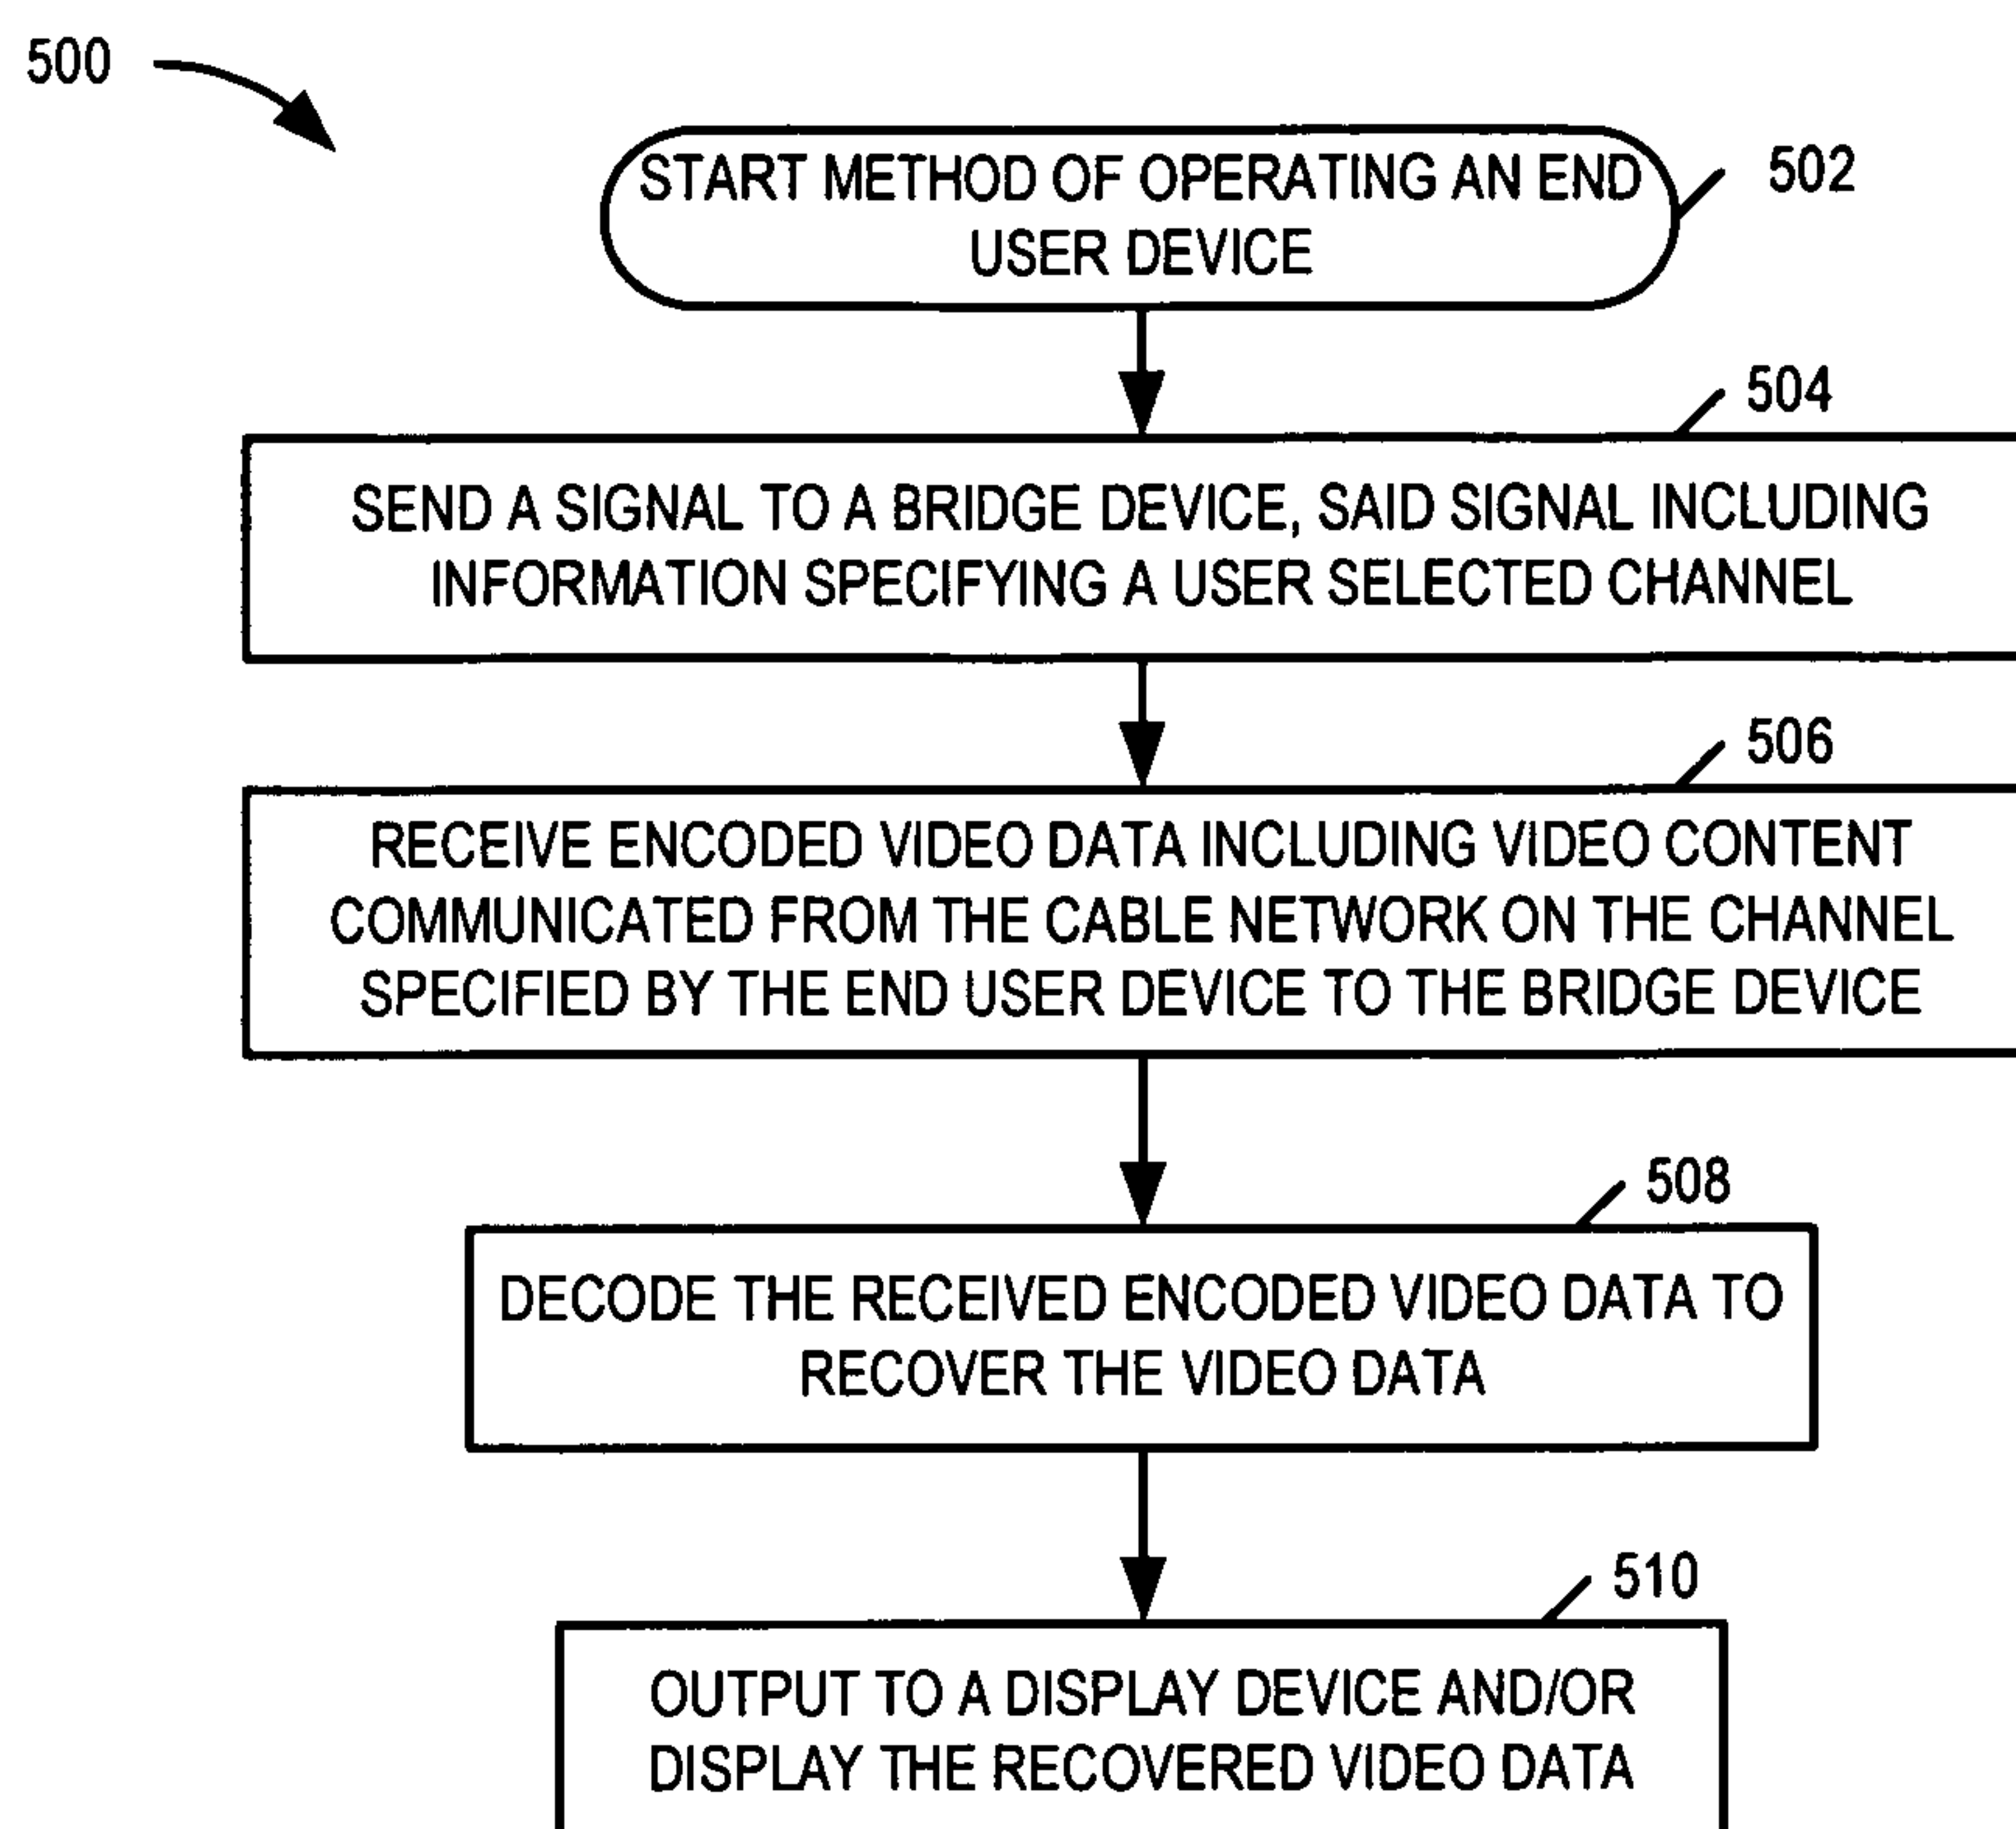 500
START METHOD OF OPERATING AN END
USER DEVICE
502
504
SEND A SIGNAL TO A BRIDGE DEVICE, SAID SIGNAL INCLUDING
INFORMATION SPECIFYING A USER SELECTED CHANNEL
506
RECEIVE ENCODED VIDEO DATA INCLUDING VIDEO CONTENT
COMMUNICATED FROM THE CABLE NETWORK ON THE CHANNEL
SPECIFIED BY THE END USER DEVICE TO THE BRIDGE DEVICE
508
DECODE THE RECEIVED ENCODED VIDEO DATA TO
RECOVER THE VIDEO DATA
510
OUTPUT TO A DISPLAY DEVICE AND/OR
DISPLAY THE RECOVERED VIDEO DATA